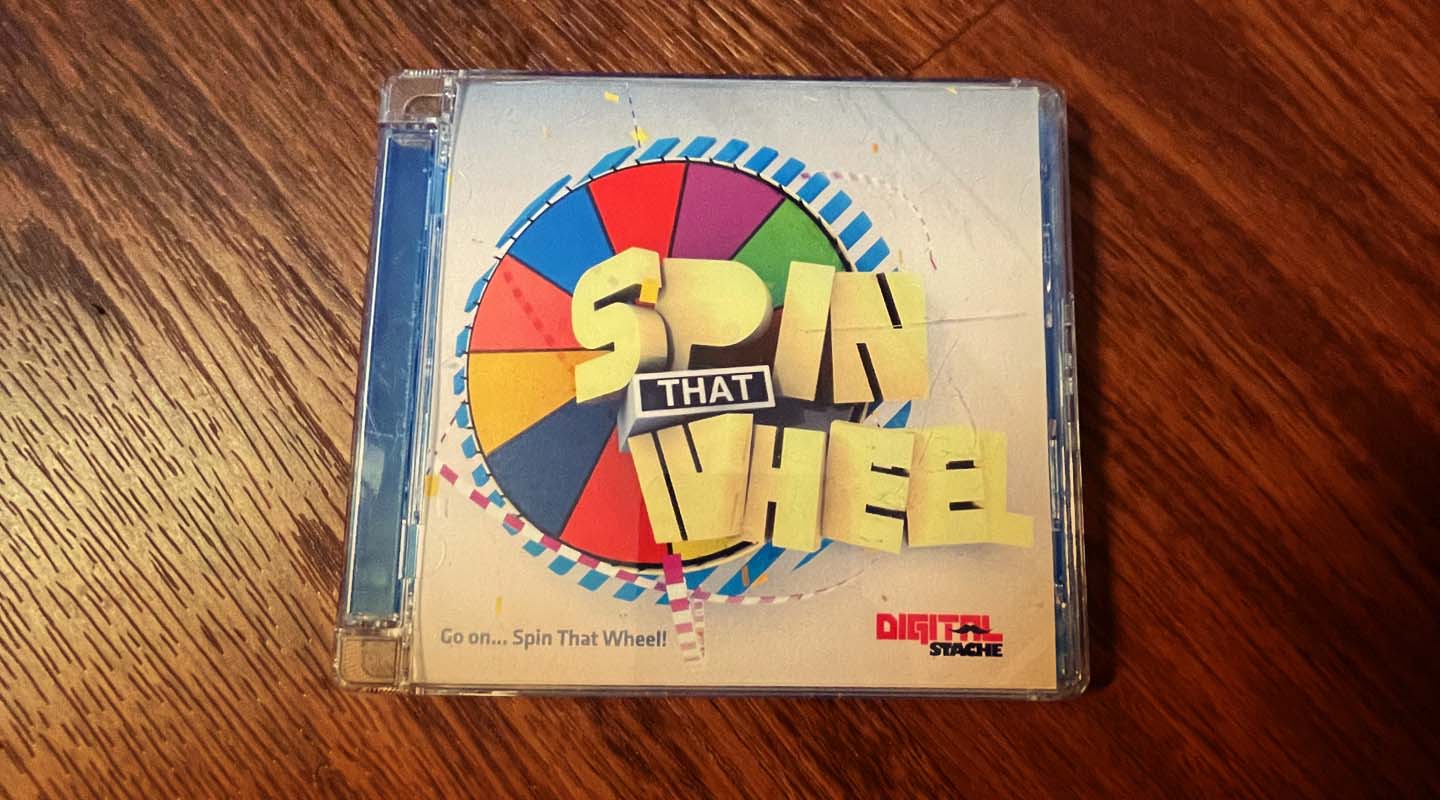 SPIN
THAT
WHEEL
Go on... Spin That Wheel!
DIGITAL
STACHE